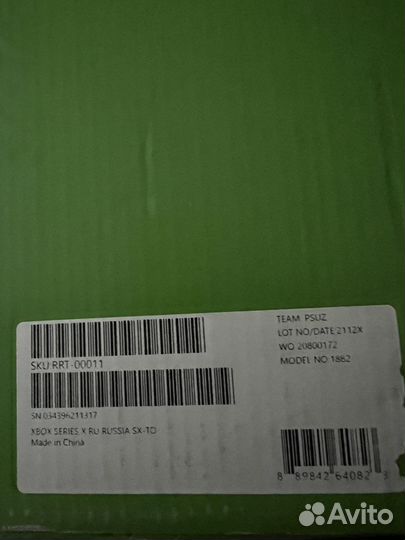 SKU RRT-00011
SN 034396211317
XBOX SERIES X RU RUSSIA SX-TO
Made in China
TEAM: PSUZ
LOT NO/DATE 2112X
WO 20800172
MODEL NO: 1882
8 89842 64082 3
Avito